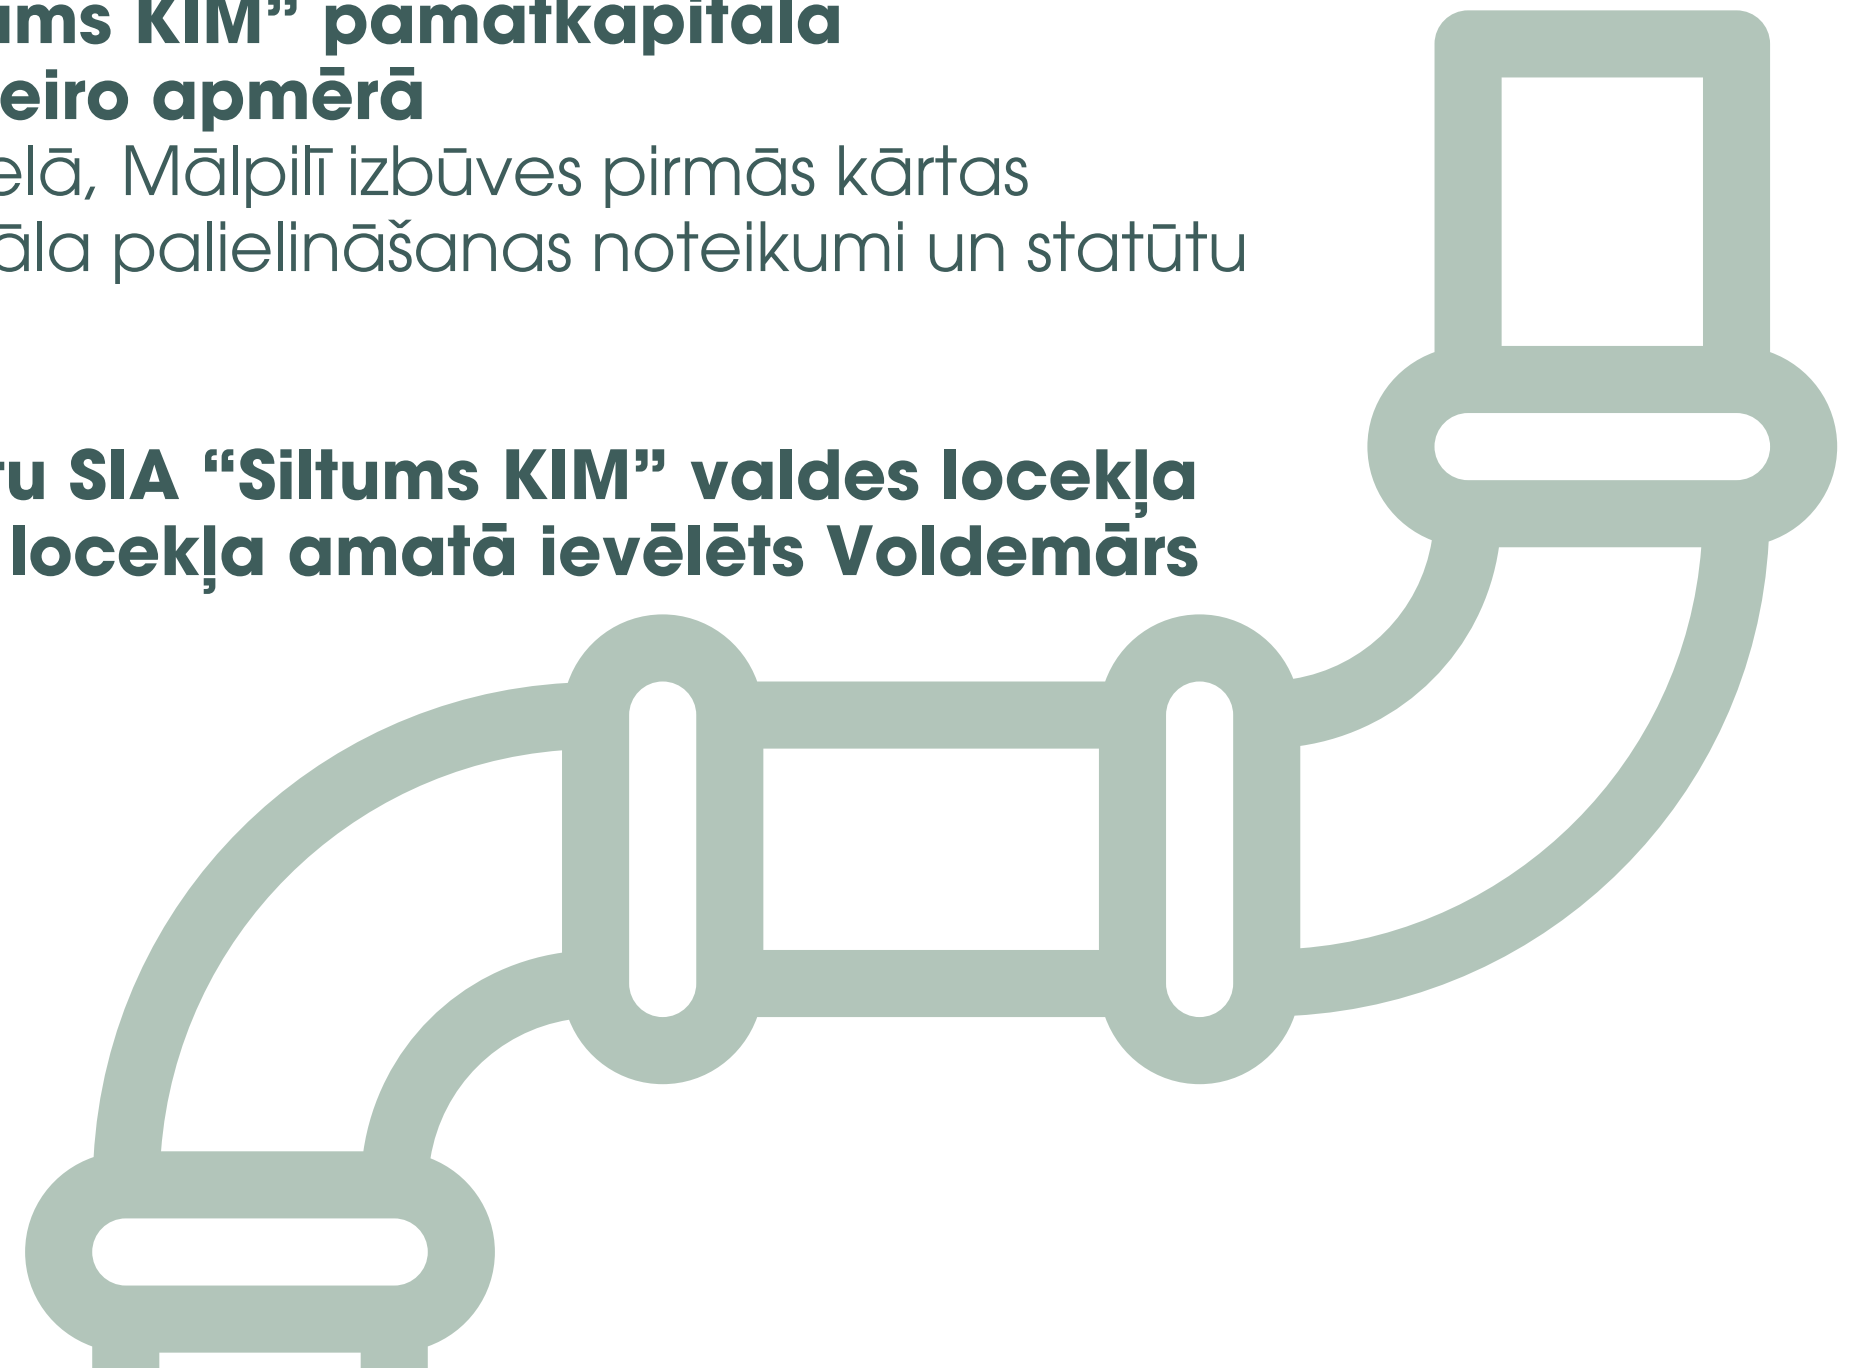 ums KIM” pamatkapitāla
eiro apmērā
elā, Mālpilī izbūves pirmās kārtas
āla palielināšanas noteikumi un statūtu
tu SIA “Siltums KIM” valdes locekļa
locekļa amatā ievēlēts Voldemārs